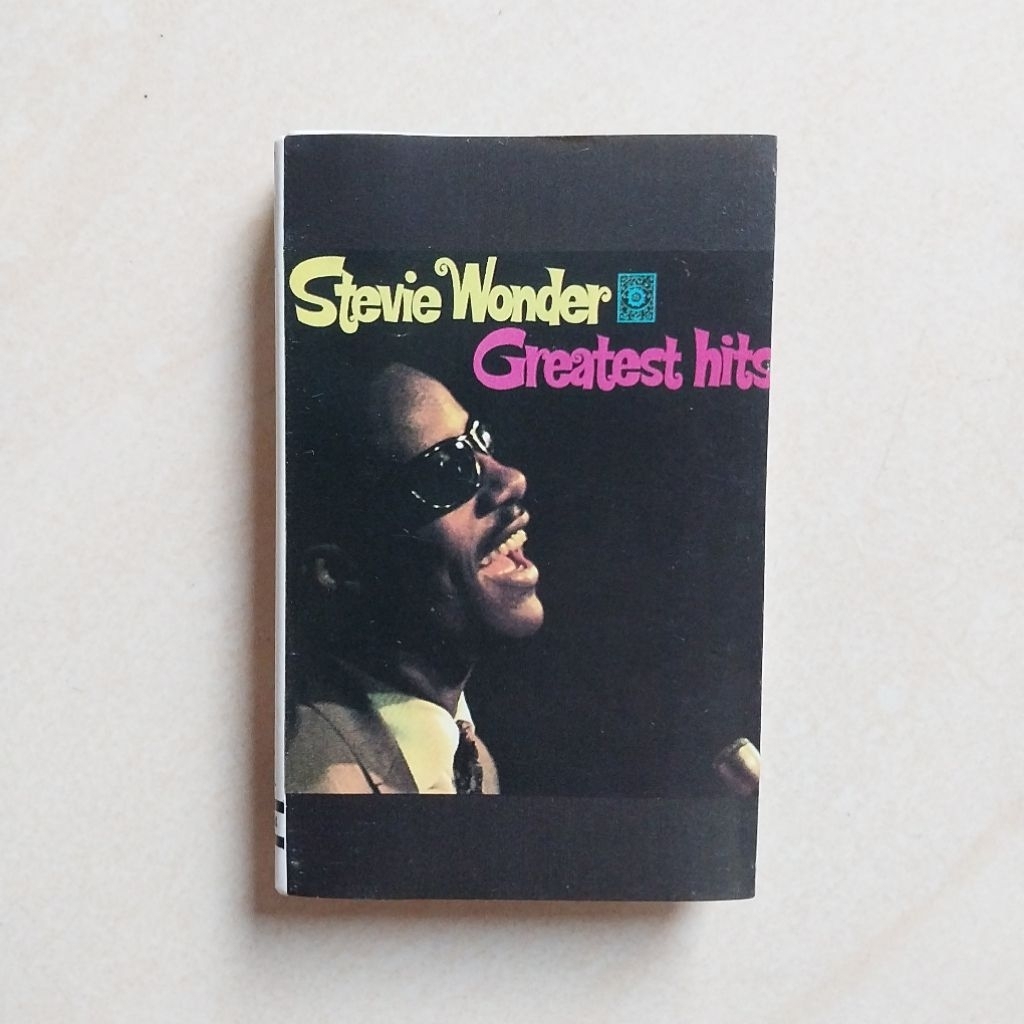 Stevie Wonder
Greatest hits